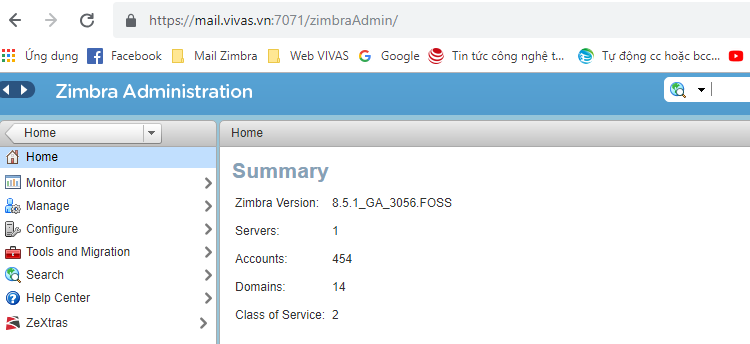 https://mail.vivas.vn:7071/zimbraAdmin/
Ứng dụng Facebook Mail Zimbra Web VIVAS Google Tin tức công nghệ t... Tự động cc hoặc bcc...
Zimbra Administration
Home Home
Home
Summary
Monitor
Manage
Configure
Tools and Migration
Search
Help Center
ZeXtras
Zimbra Version: 8.5.1_GA_3056.FOSS
Servers: 1
Accounts: 454
Domains: 14
Class of Service: 2